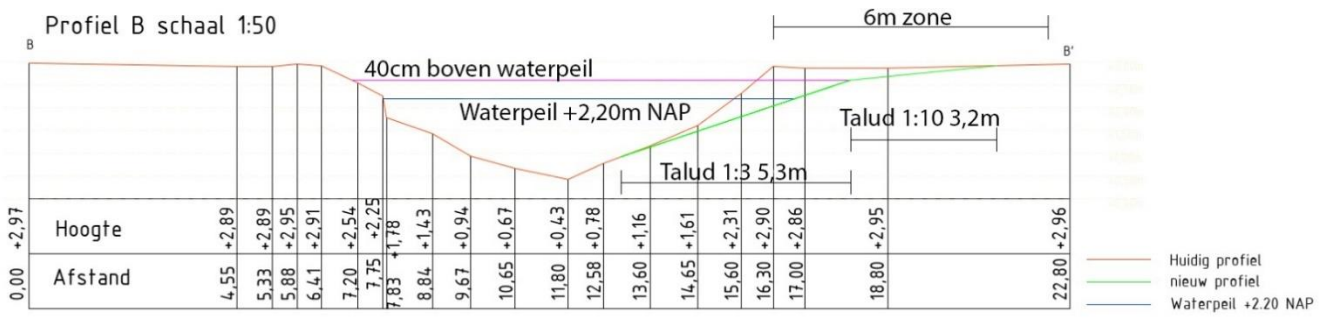 6m zone
Profiel B schaal 1:50
B
B'
40cm boven waterpeil
Waterpeil +2,20m NAP
Talud 1:10 3,2m
Talud 1:3 5,3m
Hoogte
+2,97 +2,89 +2,89 +2,95 +2,91 +2,54 +2,25 +1,78 +1,43 +0,94 +0,67 +0,43 +0,78 +1,16 +1,61 +2,31 +2,90 +2,86 +2,95 +2,96
Afstand
0,00 4,55 5,33 5,88 6,41 7,20 7,75 7,83 8,84 9,67 10,65 11,80 12,58 13,60 14,65 15,60 16,30 17,00 18,80 22,80
Huidig profiel
nieuw profiel
Waterpeil +2.20 NAP